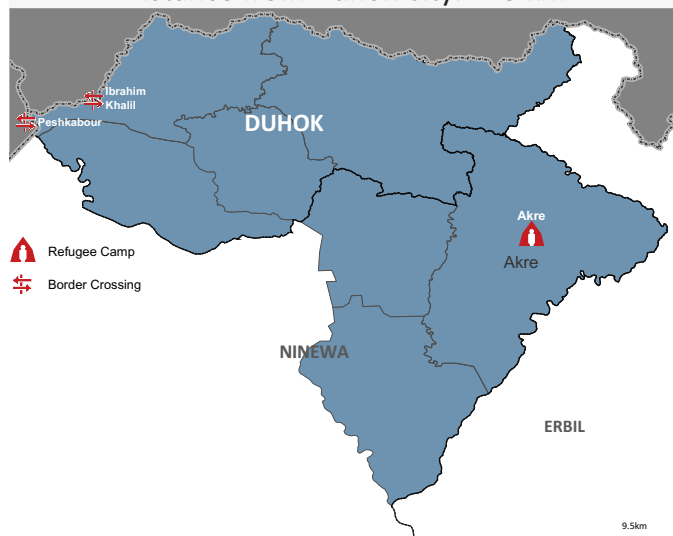 Ibrahim
Khalil
Peshkabour
DUHOK
Akre
Akre
Refugee Camp
Border Crossing
NINEWA
ERBIL
9.5km